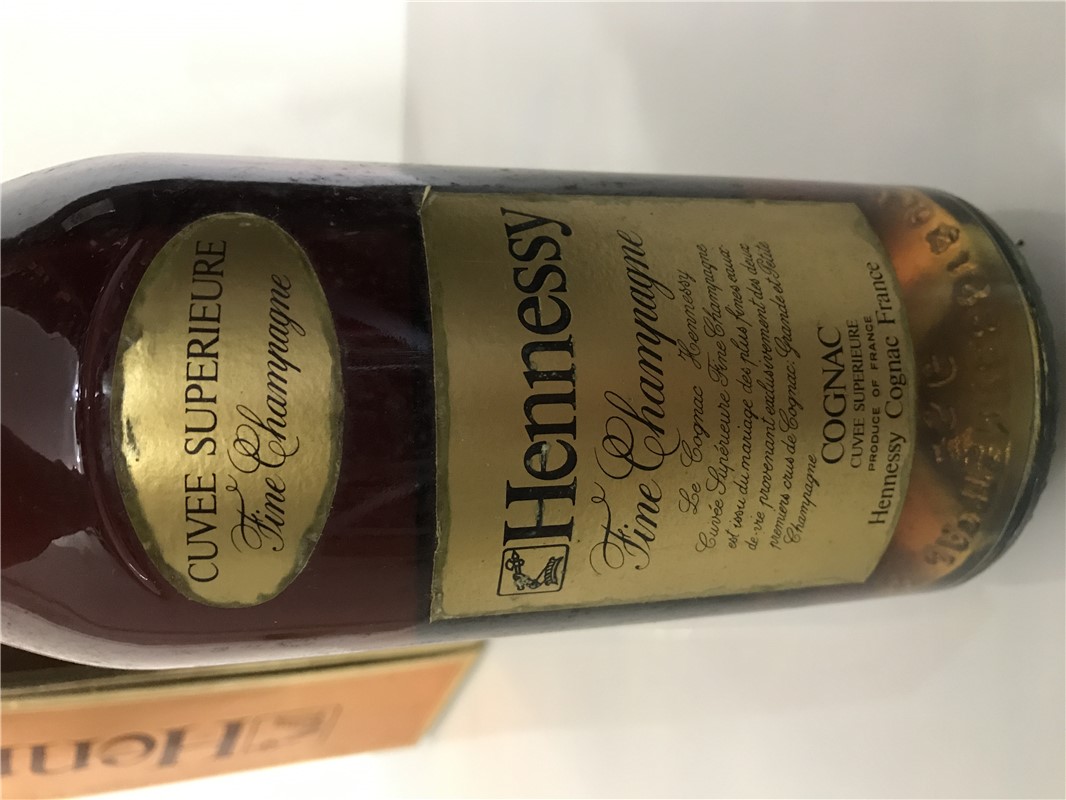 CUVEE SUPERIEURE
Fine Champagne
Hennessy
Fine Champagne
Le Cognac Hennessy
Cuvée Supérieure Fine Champagne
est issu du mariage des plus fines eaux
de-vie provenant exclusivement des deux
premiers crus de Cognac: Grande et Petite
Champagne
COGNAC
CUVEE SUPERIEURE
PRODUCE OF FRANCE
Hennessy Cognac France
Henn